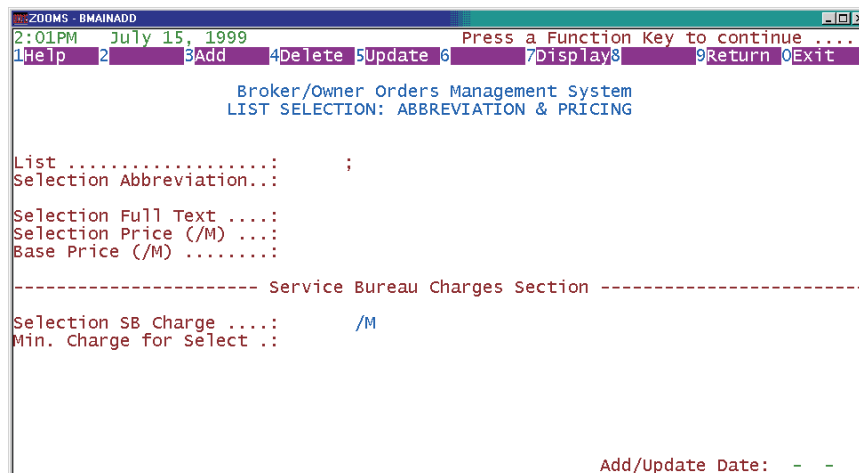 ZOOMS - BMAINADD
2:01PM July 15, 1999 Press a Function Key to continue ....
1Help 2 3Add 4Delete 5Update 6 7Display8 9Return 0Exit
Broker/Owner Orders Management System
LIST SELECTION: ABBREVIATION & PRICING
List ...................: ;
Selection Abbreviation..:
Selection Full Text ....:
Selection Price (/M) ...:
Base Price (/M) ........:
----------------------- Service Bureau Charges Section -------------------------
Selection SB Charge ....: /M
Min. Charge for Select .:
Add/Update Date: - -